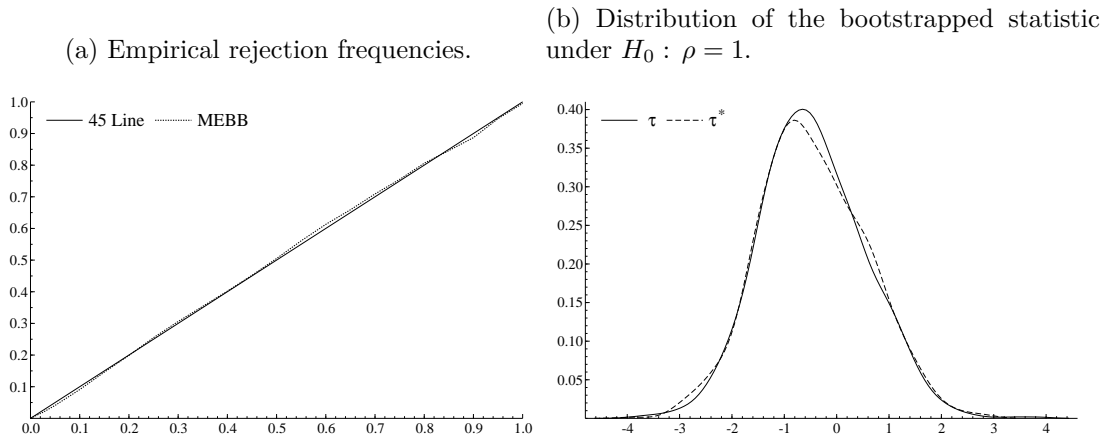 (a) Empirical rejection frequencies.
(b) Distribution of the bootstrapped statistic
under H₀ : ρ = 1.
1.0
0.9
0.8
0.7
0.6
0.5
0.4
0.3
0.2
0.1
45 Line MEBB
0.0 0.1 0.2 0.3 0.4 0.5 0.6 0.7 0.8 0.9 1.0
0.40
0.35
0.30
0.25
0.20
0.15
0.10
0.05
τ τ*
-4 -3 -2 -1 0 1 2 3 4